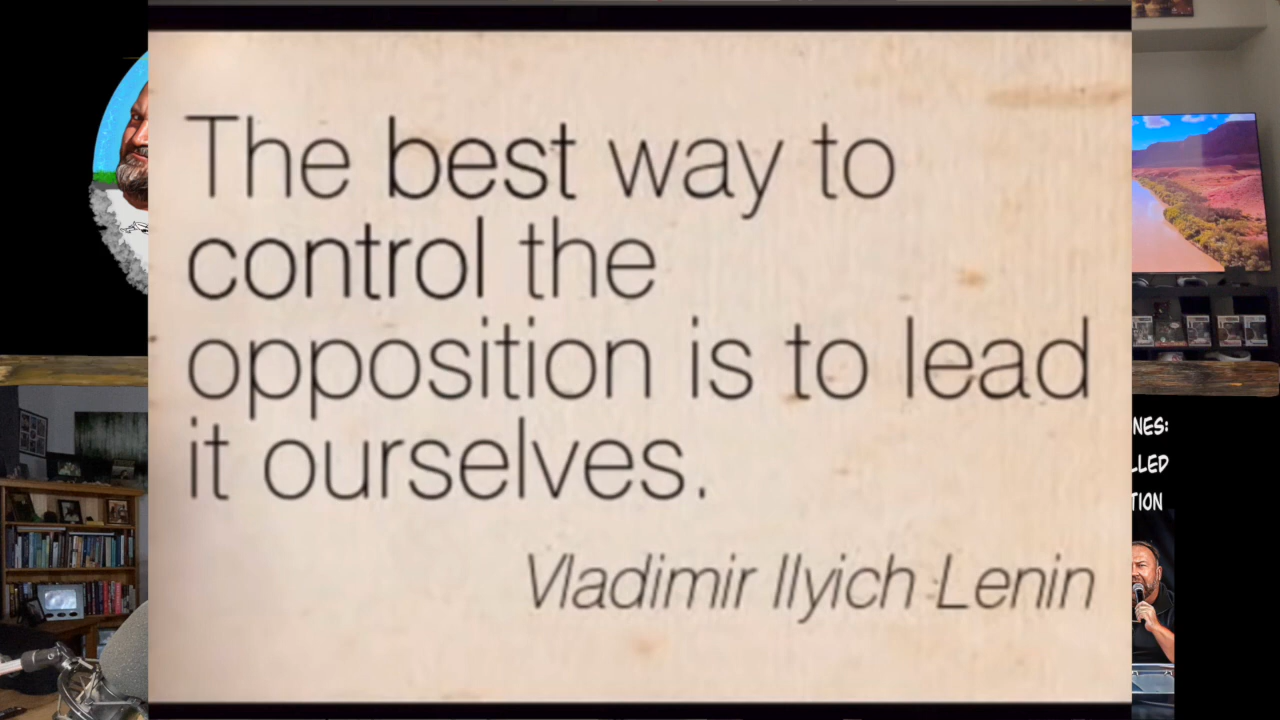 The best way to
control the
opposition is to lead
it ourselves.
Vladimir Ilyich Lenin
NES:
LLED
TION